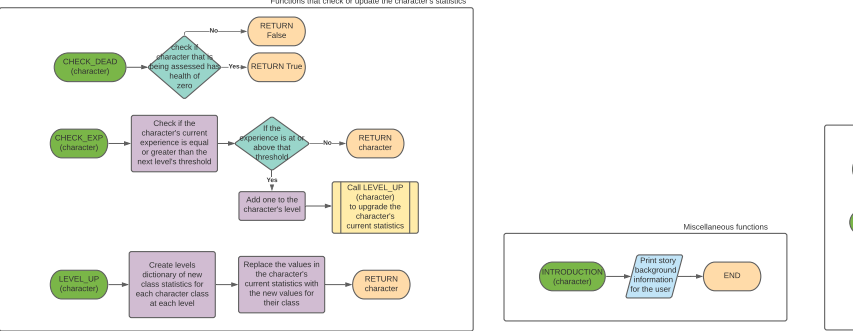 Functions that check or update the character's statistics
CHECK_DEAD
(character)
check if
character that is
being assessed has
health of
zero
No
RETURN
False
Yes
RETURN True
CHECK_EXP
(character)
Check if the
character's current
experience is equal
or greater than the
next level's threshold
If the
experience is at or
above that
threshold
No
RETURN
character
Yes
Add one to the
character's level
Call LEVEL_UP
(character)
to upgrade the
character's
current statistics
LEVEL_UP
(character)
Create levels
dictionary of new
class statistics for
each character class
at each level
Replace the values in
the character's
current statistics with
the new values for
their class
RETURN
character
Miscellaneous functions
INTRODUCTION
(character)
Print story
background
information
for the user
END